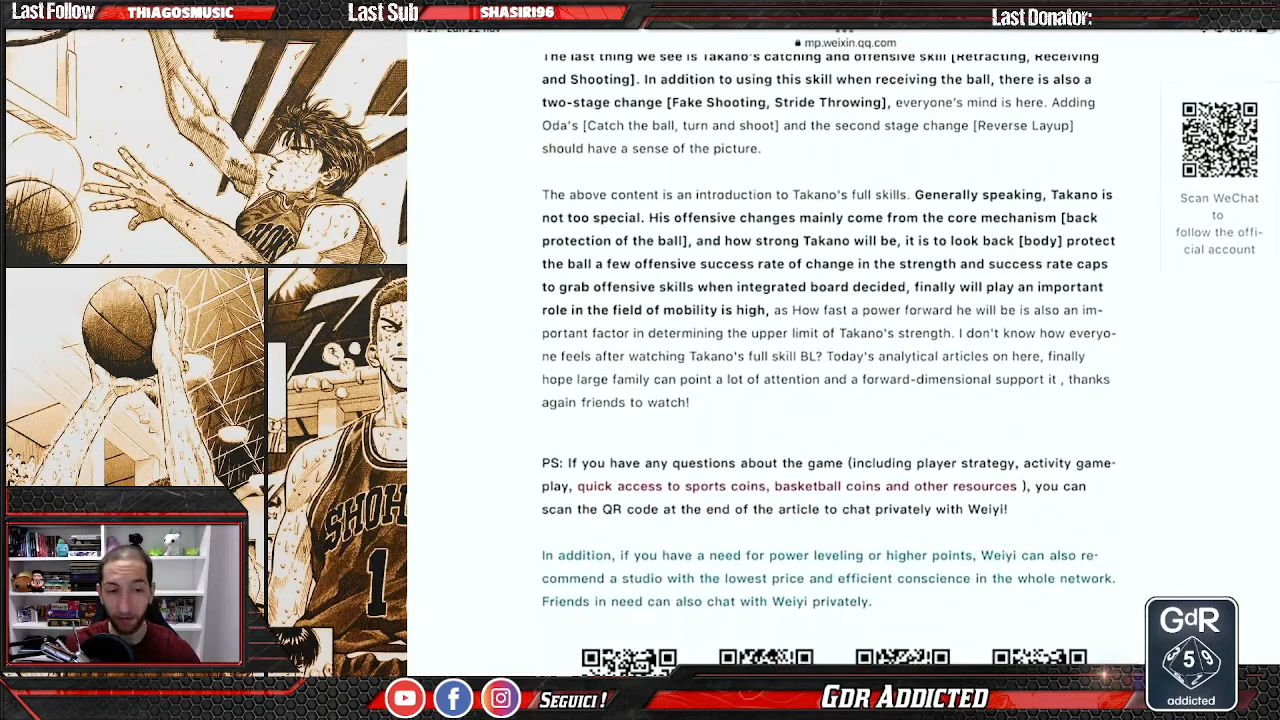 Last Follow THIAGOSMUSIC Last Sub SHASIRI96 Last Donator:
mp.weixin.qq.com
The last thing we see is Takano's catching and offensive skill [Retracting, Receiving
and Shooting]. In addition to using this skill when receiving the ball, there is also a
two-stage change [Fake Shooting, Stride Throwing], everyone's mind is here. Adding
Oda's [Catch the ball, turn and shoot] and the second stage change [Reverse Layup]
should have a sense of the picture.
The above content is an introduction to Takano's full skills. Generally speaking, Takano is
not too special. His offensive changes mainly come from the core mechanism [back
protection of the ball], and how strong Takano will be, it is to look back [body] protect
the ball a few offensive success rate of change in the strength and success rate caps
to grab offensive skills when integrated board decided, finally will play an important
role in the field of mobility is high, as How fast a power forward he will be is also an im-
portant factor in determining the upper limit of Takano's strength. I don't know how everyo-
ne feels after watching Takano's full skill BL? Today's analytical articles on here, finally
hope large family can point a lot of attention and a forward-dimensional support it , thanks
again friends to watch!
PS: If you have any questions about the game (including player strategy, activity game-
play, quick access to sports coins, basketball coins and other resources ), you can
scan the QR code at the end of the article to chat privately with Weiyi!
In addition, if you have a need for power leveling or higher points, Weiyi can also re-
commend a studio with the lowest price and efficient conscience in the whole network.
Friends in need can also chat with Weiyi privately.
Scan WeChat
to
follow the offi-
cial account
SHOH
1
Seguici !
GdR Addicted
GdR
5
addicted